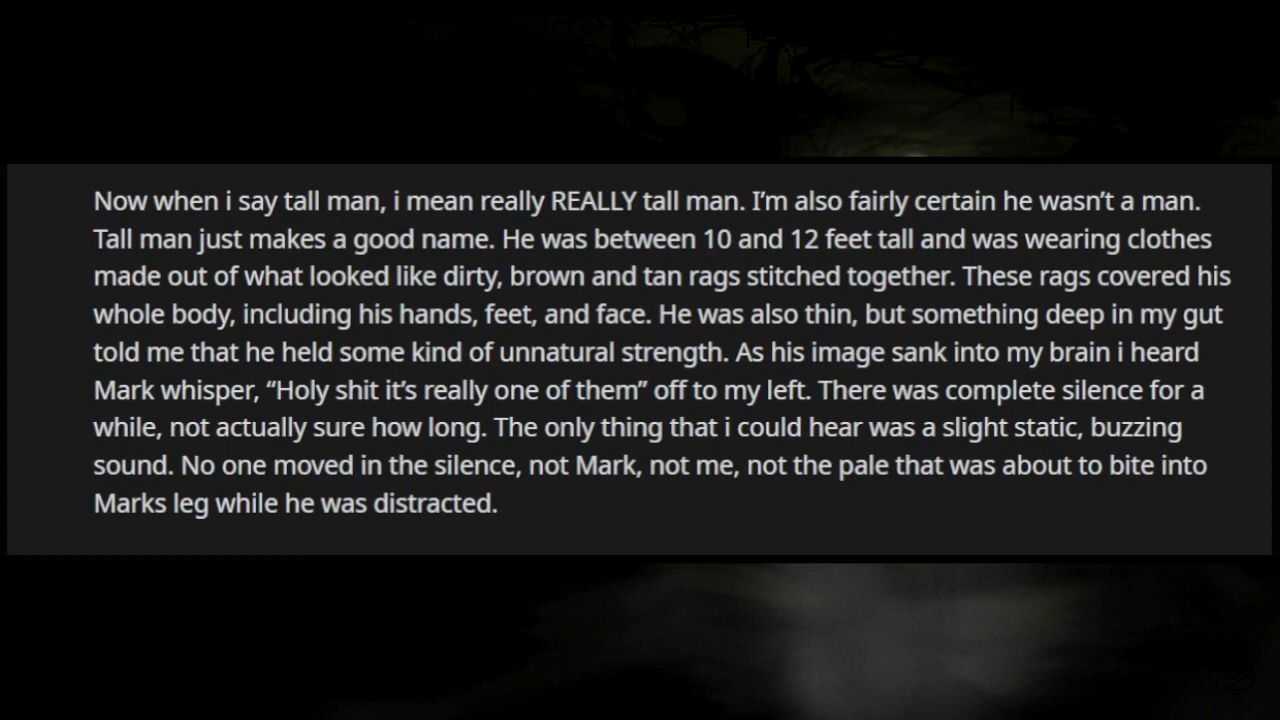 Now when i say tall man, i mean really REALLY tall man. I’m also fairly certain he wasn’t a man.
Tall man just makes a good name. He was between 10 and 12 feet tall and was wearing clothes
made out of what looked like dirty, brown and tan rags stitched together. These rags covered his
whole body, including his hands, feet, and face. He was also thin, but something deep in my gut
told me that he held some kind of unnatural strength. As his image sank into my brain i heard
Mark whisper, “Holy shit it’s really one of them” off to my left. There was complete silence for a
while, not actually sure how long. The only thing that i could hear was a slight static, buzzing
sound. No one moved in the silence, not Mark, not me, not the pale that was about to bite into
Marks leg while he was distracted.